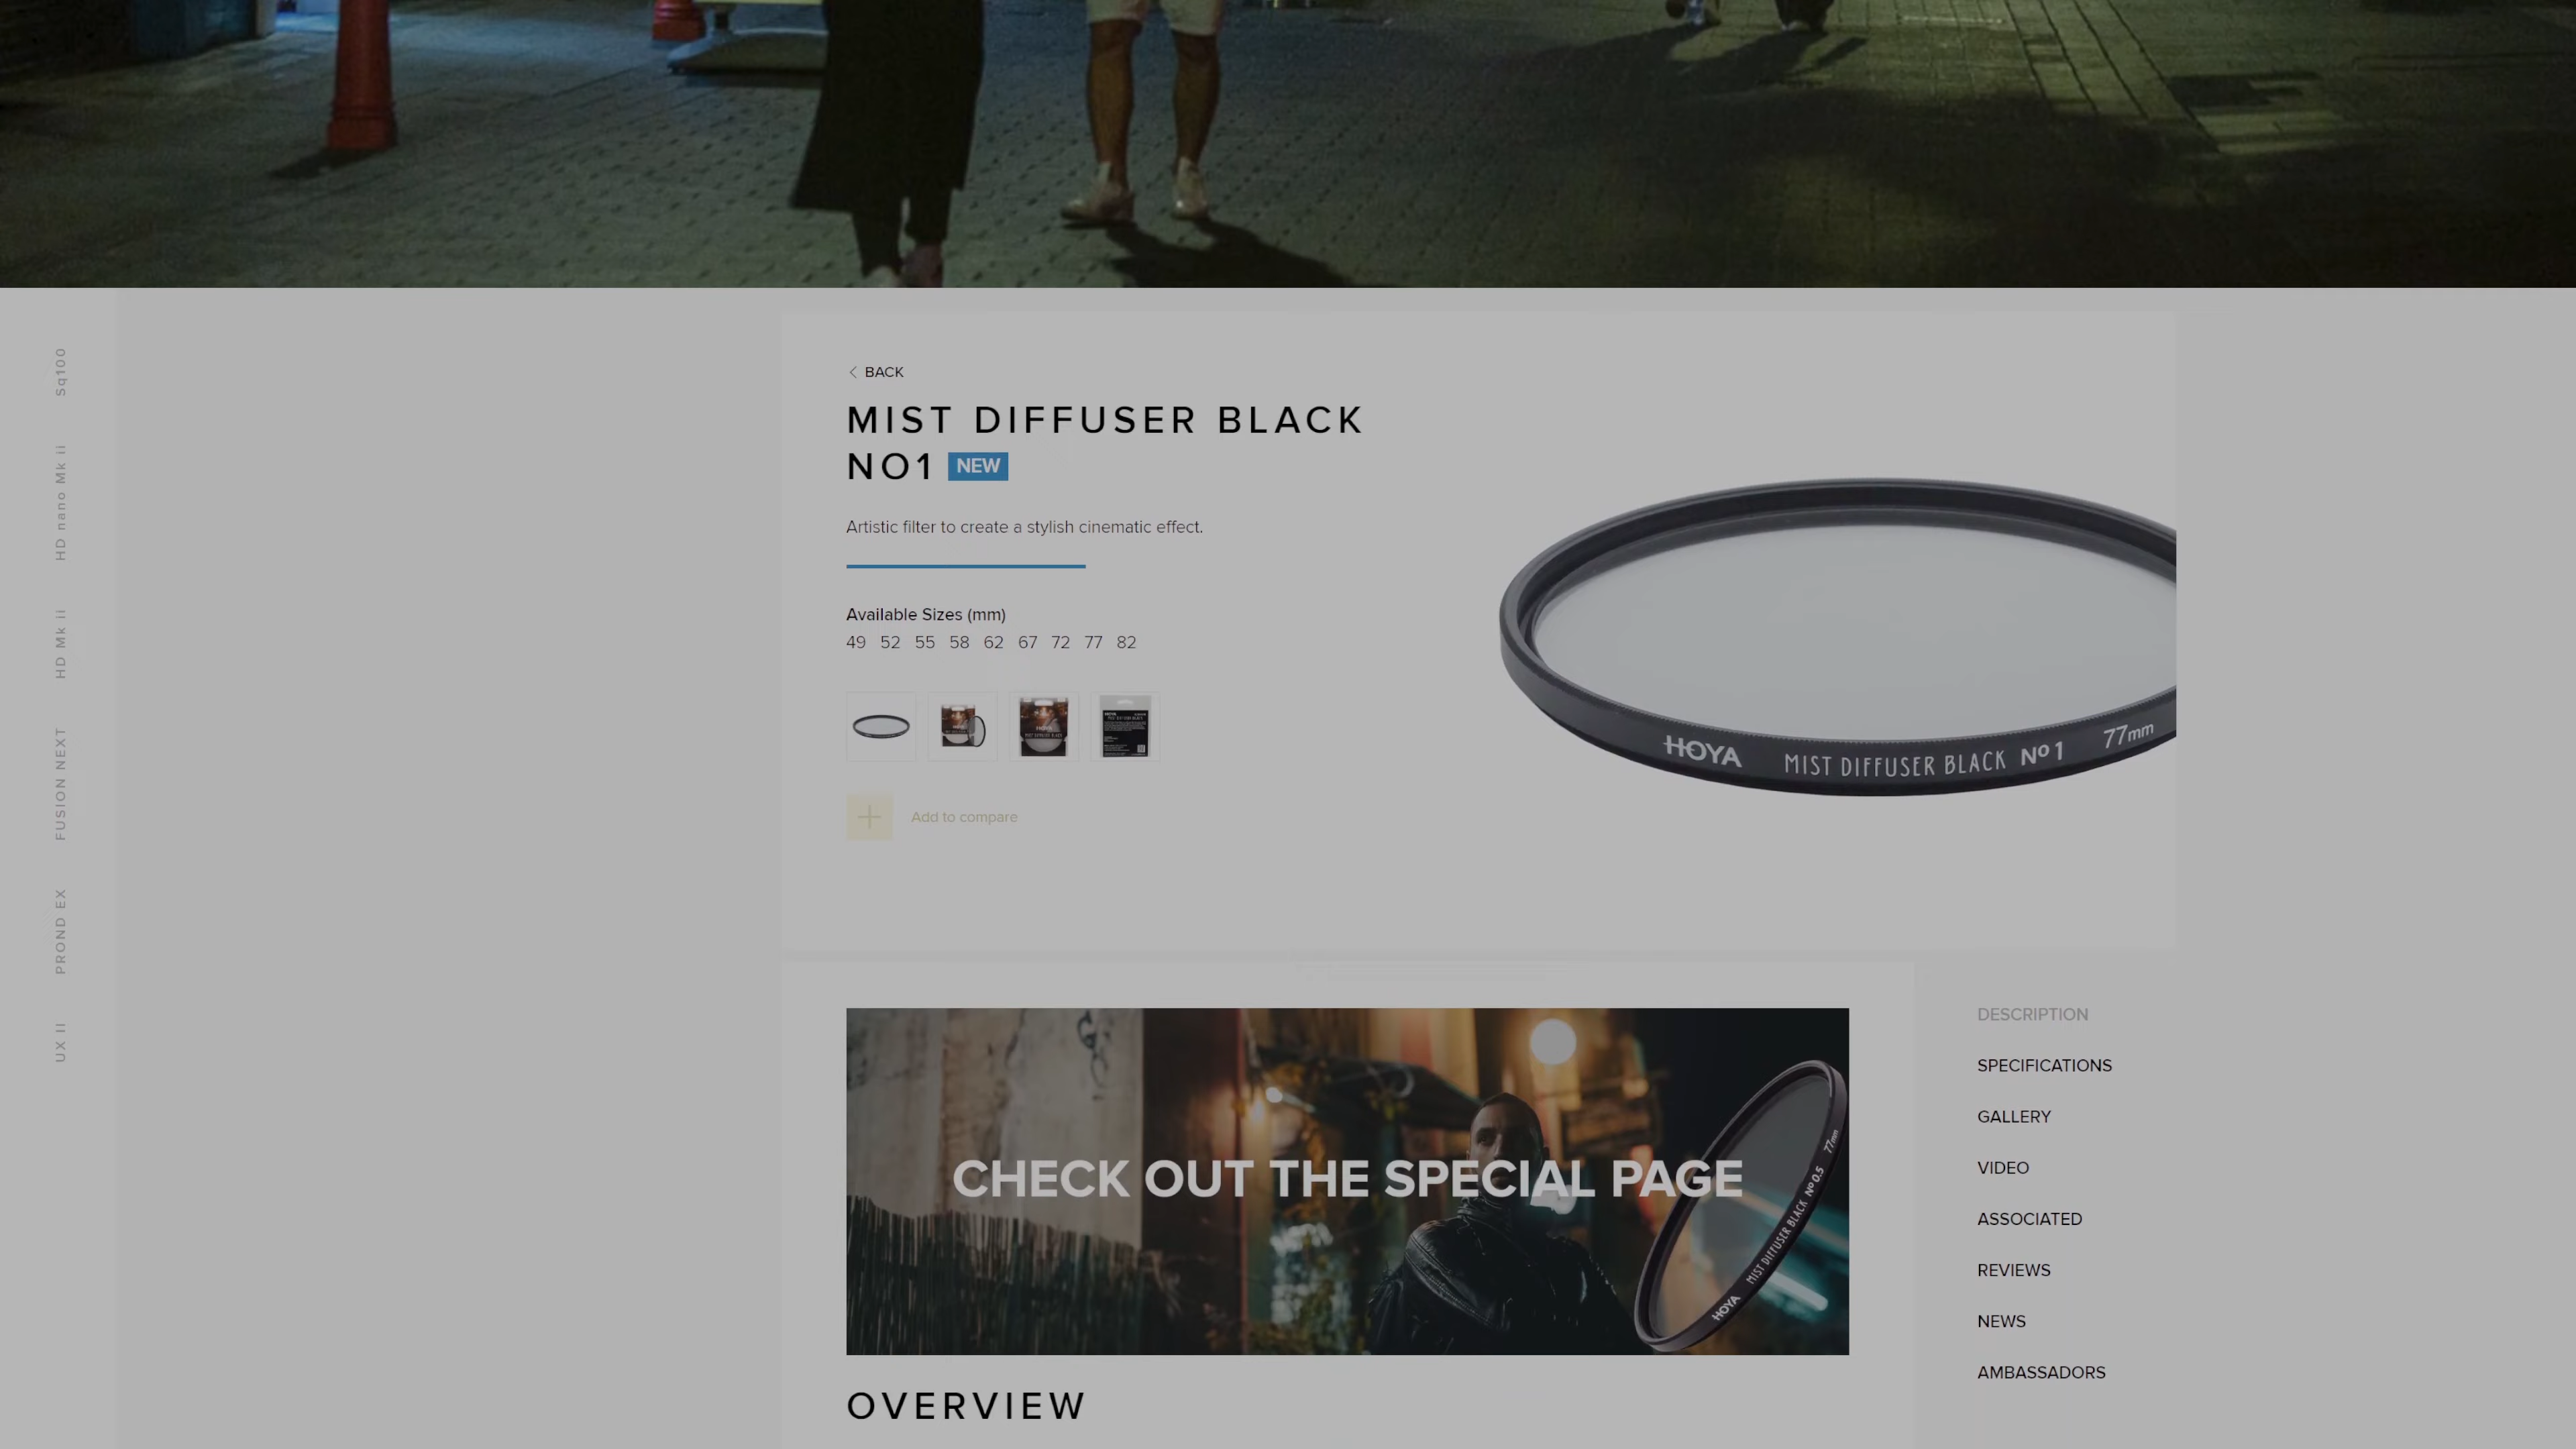 Sq100
HD nano Mk ii
HD Mk ii
FUSION NEXT
PROND EX
UX II
BACK
MIST DIFFUSER BLACK
NO1 NEW
Artistic filter to create a stylish cinematic effect.
Available Sizes (mm)
49 52 55 58 62 67 72 77 82
Add to compare
HOYA MIST DIFFUSER BLACK Nº1 77mm
CHECK OUT THE SPECIAL PAGE
HOYA MIST DIFFUSER BLACK Nº0.5 77mm
OVERVIEW
DESCRIPTION
SPECIFICATIONS
GALLERY
VIDEO
ASSOCIATED
REVIEWS
NEWS
AMBASSADORS